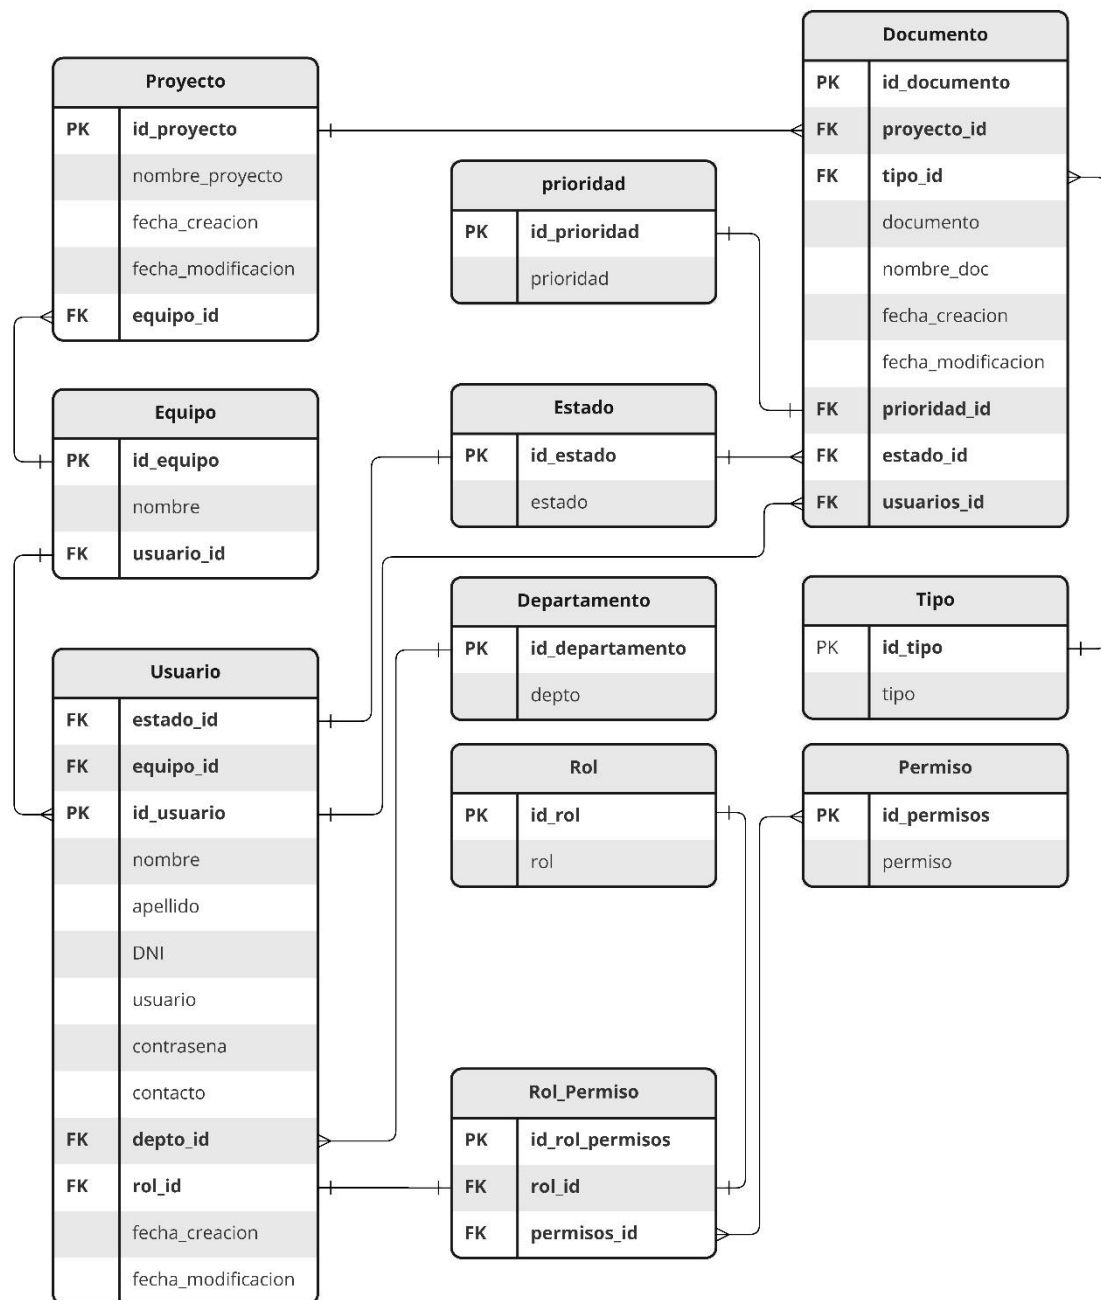 Proyecto
PK id_proyecto
nombre_proyecto
fecha_creacion
fecha_modificacion
FK equipo_id
Documento
PK id_documento
FK proyecto_id
FK tipo_id
documento
nombre_doc
fecha_creacion
fecha_modificacion
FK prioridad_id
FK estado_id
FK usuarios_id
prioridad
PK id_prioridad
prioridad
Equipo
PK id_equipo
nombre
FK usuario_id
Estado
PK id_estado
estado
Departamento
PK id_departamento
depto
Tipo
PK id_tipo
tipo
Usuario
FK estado_id
FK equipo_id
PK id_usuario
nombre
apellido
DNI
usuario
contrasena
contacto
FK depto_id
FK rol_id
fecha_creacion
fecha_modificacion
Rol
PK id_rol
rol
Permiso
PK id_permisos
permiso
Rol_Permiso
PK id_rol_permisos
FK rol_id
FK permisos_id